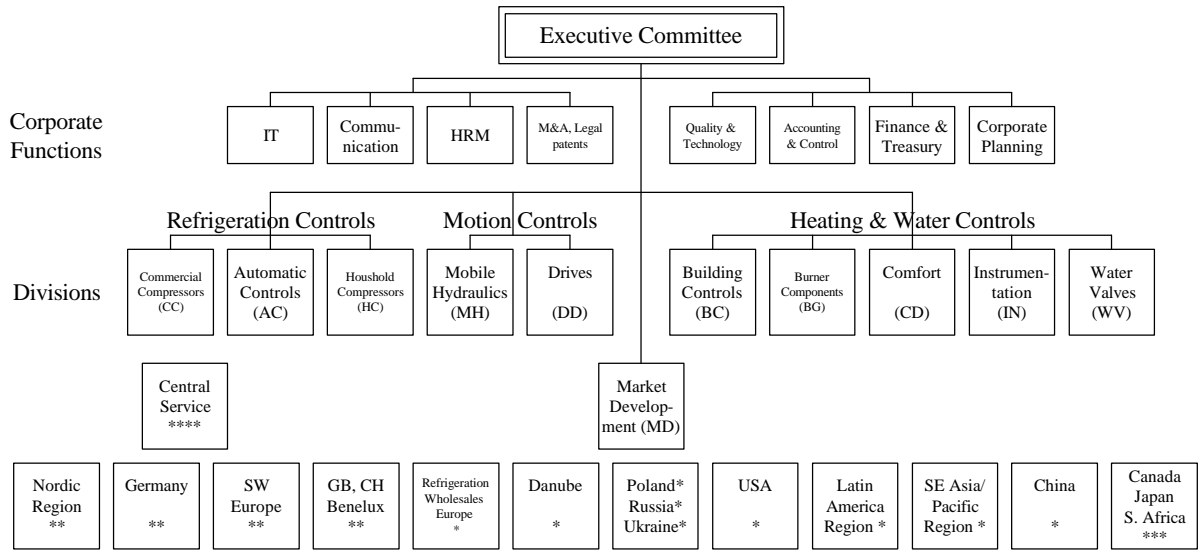 Executive Committee
Corporate
Functions
IT
Commu-
nication
HRM
M&A, Legal
patents
Quality &
Technology
Accounting
& Control
Finance &
Treasury
Corporate
Planning
Refrigeration Controls
Motion Controls
Heating & Water Controls
Divisions
Commercial
Compressors
(CC)
Automatic
Controls
(AC)
Houshold
Compressors
(HC)
Mobile
Hydraulics
(MH)
Drives
(DD)
Building
Controls
(BC)
Burner
Components
(BG)
Comfort
(CD)
Instrumen-
tation
(IN)
Water
Valves
(WV)
Central
Service
****
Market
Develop-
ment (MD)
Nordic
Region
**
Germany
**
SW
Europe
**
GB, CH
Benelux
**
Refrigeration
Wholesales
Europe
*
Danube
*
Poland*
Russia*
Ukraine*
USA
*
Latin
America
Region *
SE Asia/
Pacific
Region *
China
*
Canada
Japan
S. Africa
***